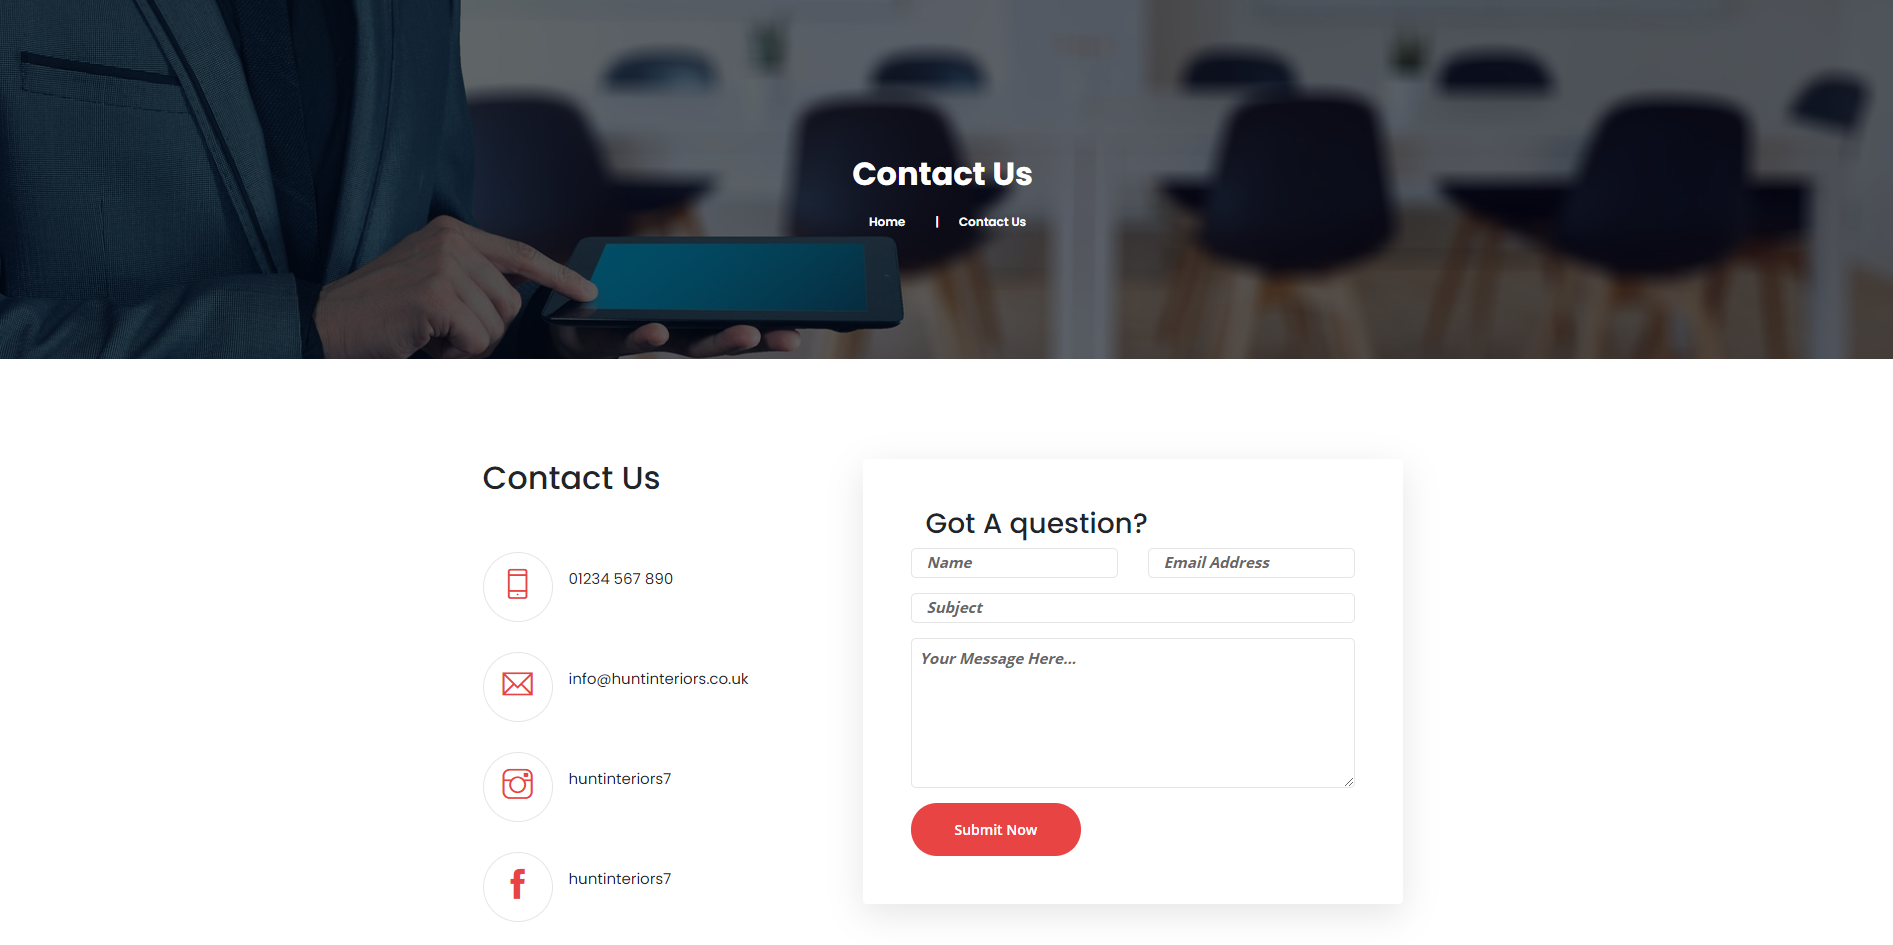 Contact Us
Home | Contact Us
Contact Us
01234 567 890
info@huntinteriors.co.uk
huntinteriors7
huntinteriors7
Got A question?
Name
Email Address
Subject
Your Message Here...
Submit Now